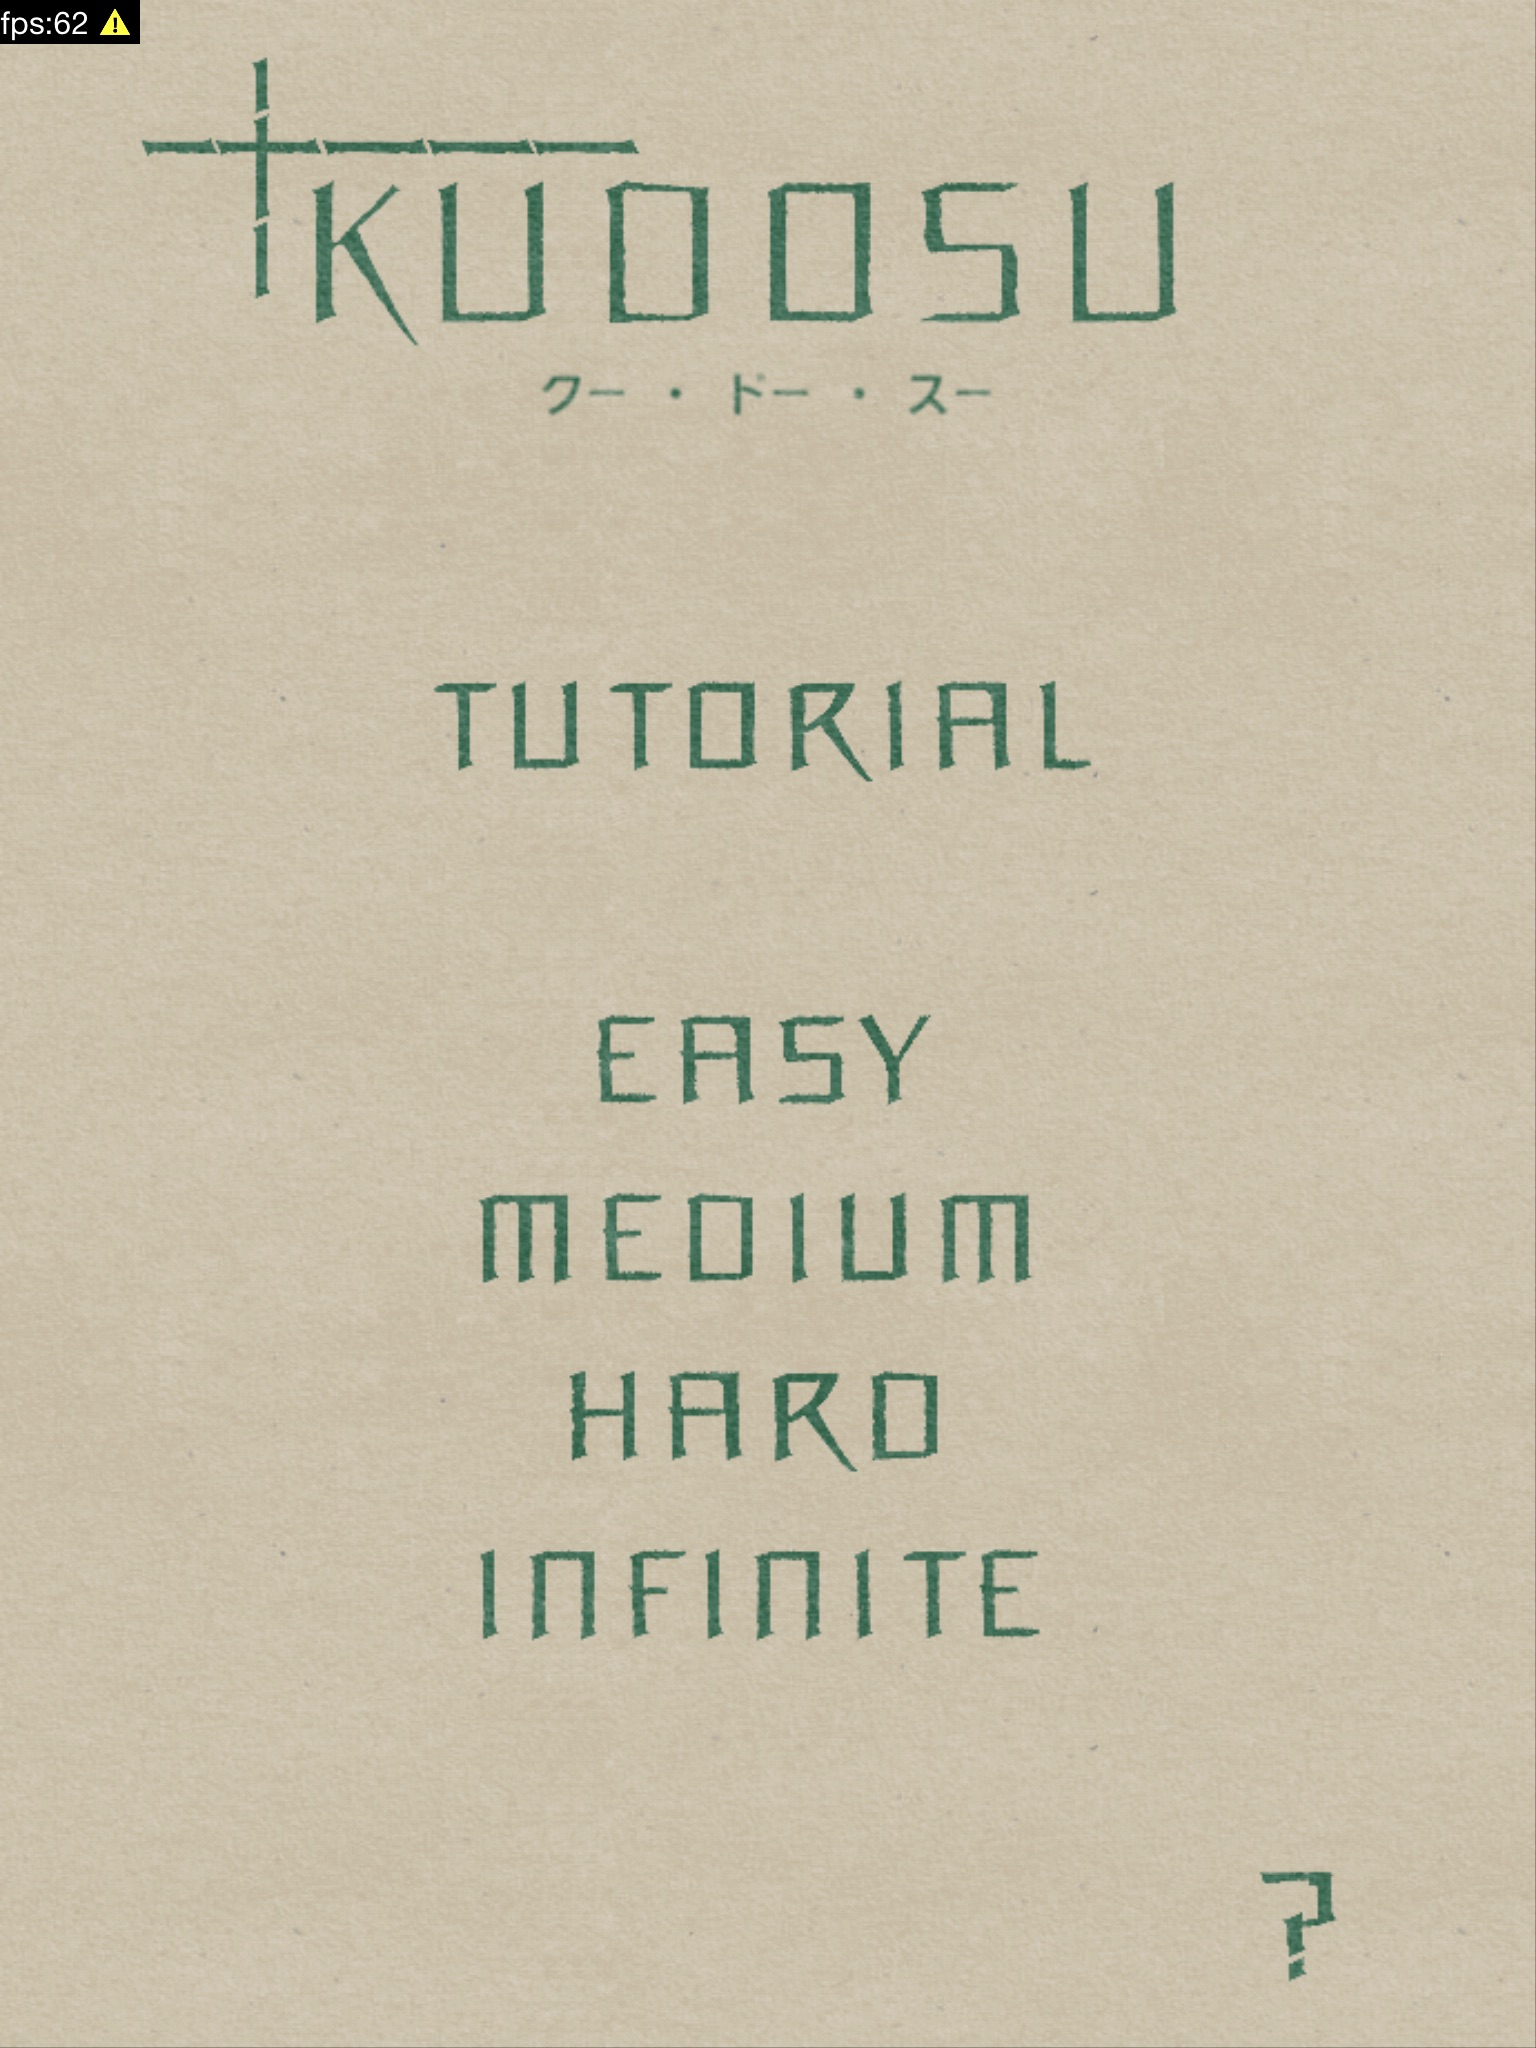 fps:62 ⚠
KUDOSU
クー ・ ドー ・ スー
TUTORIAL
EASY
MEDIUM
HARD
INFINITE
?